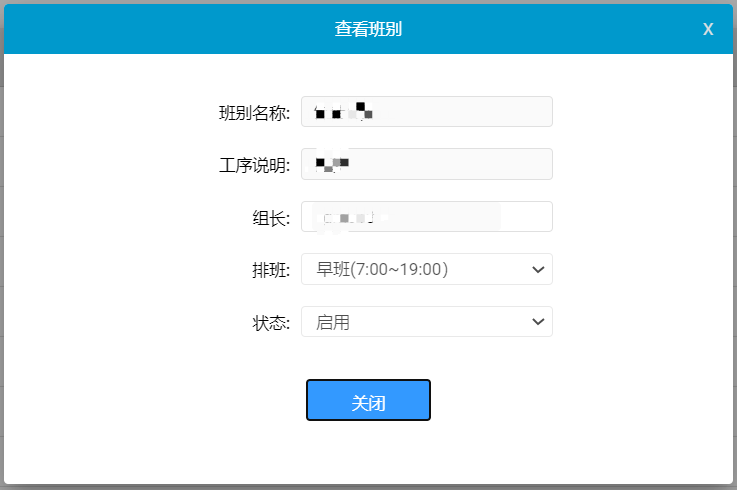 查看班别
X
班别名称:
工序说明:
组长:
排班: 早班(7:00~19:00)
状态: 启用
关闭